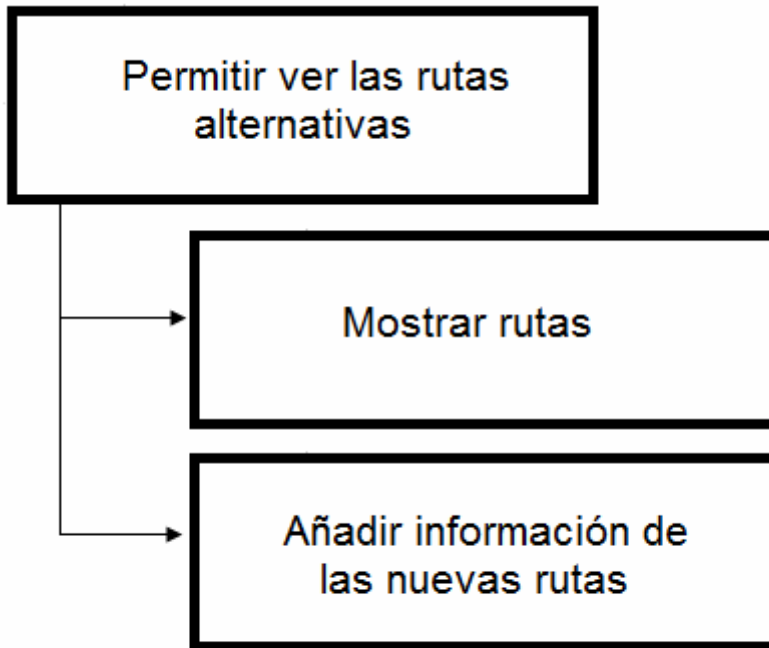 Permitir ver las rutas
alternativas
Mostrar rutas
Añadir información de
las nuevas rutas